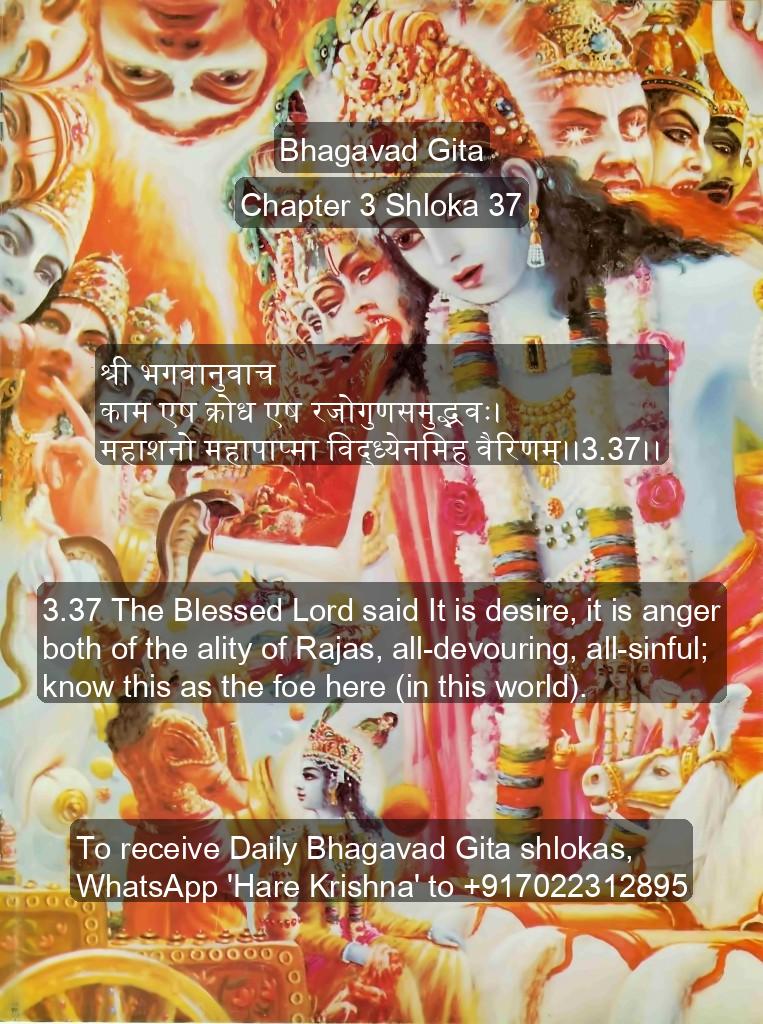 Bhagavad Gita
Chapter 3 Shloka 37
श्री भगवानुवाच
काम एष क्रोध एष रजोगुणसमुद्भवः।
महाशनो महापाप्मा विद्ध्येनमिह वैरिणम्।।3.37।।
3.37 The Blessed Lord said It is desire, it is anger
both of the ality of Rajas, all-devouring, all-sinful;
know this as the foe here (in this world).
To receive Daily Bhagavad Gita shlokas,
WhatsApp 'Hare Krishna' to +917022312895